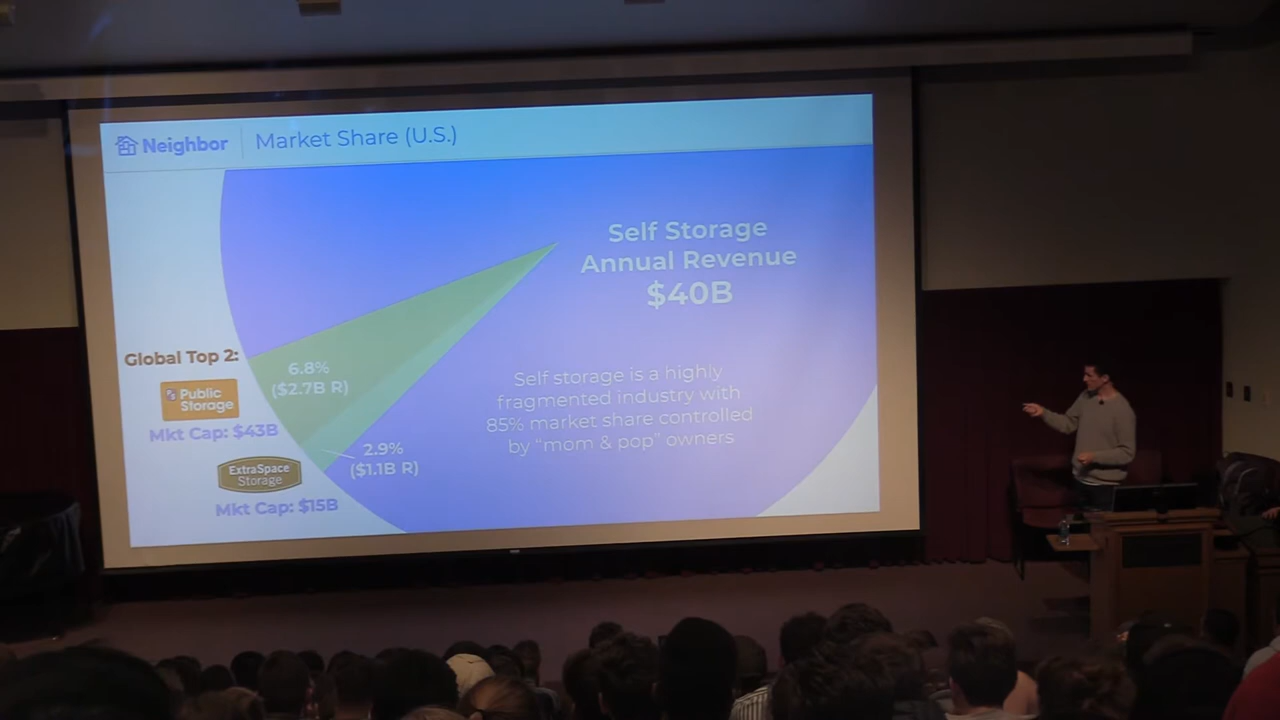 Neighbor
Market Share (U.S.)
Self Storage
Annual Revenue
$40B
Global Top 2:
Public
Storage
Mkt Cap: $43B
6.8%
($2.7B R)
ExtraSpace
Storage
Mkt Cap: $15B
2.9%
($1.1B R)
Self storage is a highly
fragmented industry with
85% market share controlled
by “mom & pop” owners